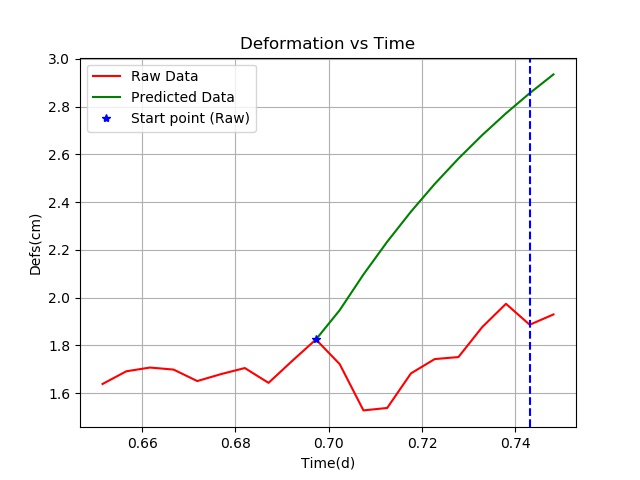 Deformation vs Time
Raw Data
Predicted Data
Start point (Raw)
Defs(cm)
3.0
2.8
2.6
2.4
2.2
2.0
1.8
1.6
0.66 0.68 0.70 0.72 0.74
Time(d)